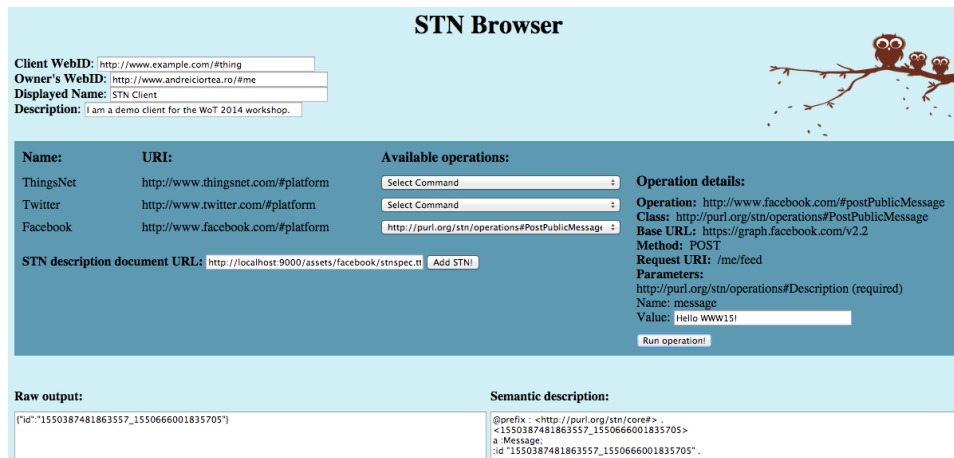 STN Browser
Client WebID: http://www.example.com/#thing
Owner's WebID: http://www.andreiciortea.ro/#me
Displayed Name: STN Client
Description: I am a demo client for the WoT 2014 workshop.
Name: URI: Available operations:
ThingsNet http://www.thingsnet.com/#platform Select Command
Twitter http://www.twitter.com/#platform Select Command
Facebook http://www.facebook.com/#platform http://purl.org/stn/operations#PostPublicMessage
STN description document URL: http://localhost:9000/assets/facebook/stnspec.tt Add STN!
Operation details:
Operation: http://www.facebook.com/#postPublicMessage
Class: http://purl.org/stn/operations#PostPublicMessage
Base URL: https://graph.facebook.com/v2.2
Method: POST
Request URI: /me/feed
Parameters:
http://purl.org/stn/operations#Description (required)
Name: message
Value: Hello WWW15!
Run operation!
Raw output:
{"id":"1550387481863557_1550666001835705"}
Semantic description:
@prefix : <http://purl.org/stn/core#> .
<1550387481863557_1550666001835705>
a :Message;
:id "1550387481863557_1550666001835705" .